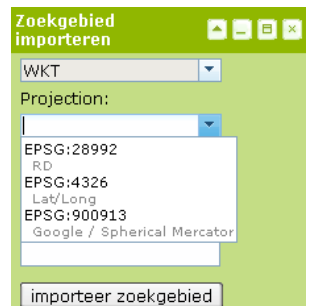 Zoekgebied
importeren
WKT
Projection:
EPSG:28992
RD
EPSG:4326
Lat/Long
EPSG:900913
Google / Spherical Mercator
importeer zoekgebied